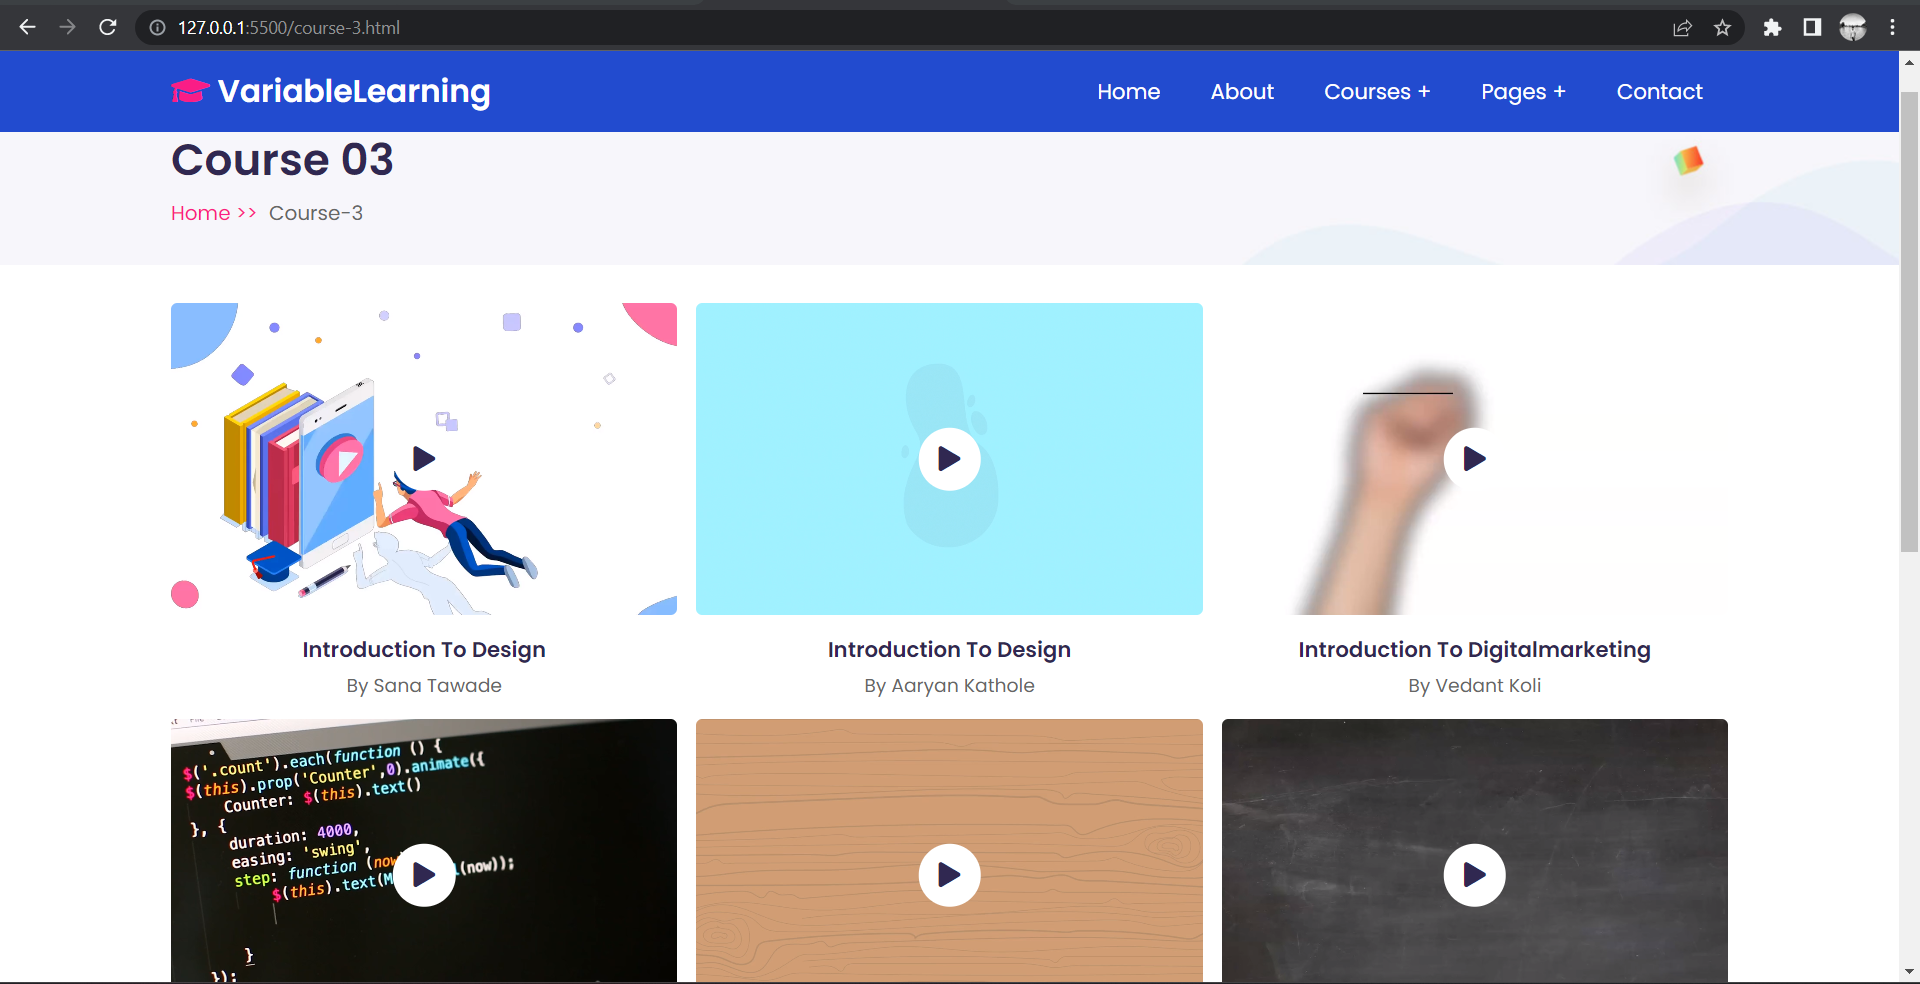 127.0.0.1:5500/course-3.html
VariableLearning
Home
About
Courses +
Pages +
Contact
Course 03
Home >> Course-3
Introduction To Design
By Sana Tawade
Introduction To Design
By Aaryan Kathole
Introduction To Digitalmarketing
By Vedant Koli
$('.count').each(function () {
$(this).prop('Counter',0).animate({
Counter: $(this).text()
}, {
duration: 4000,
easing: 'swing',
step: function (now
$(this).text(M (now));
}
});